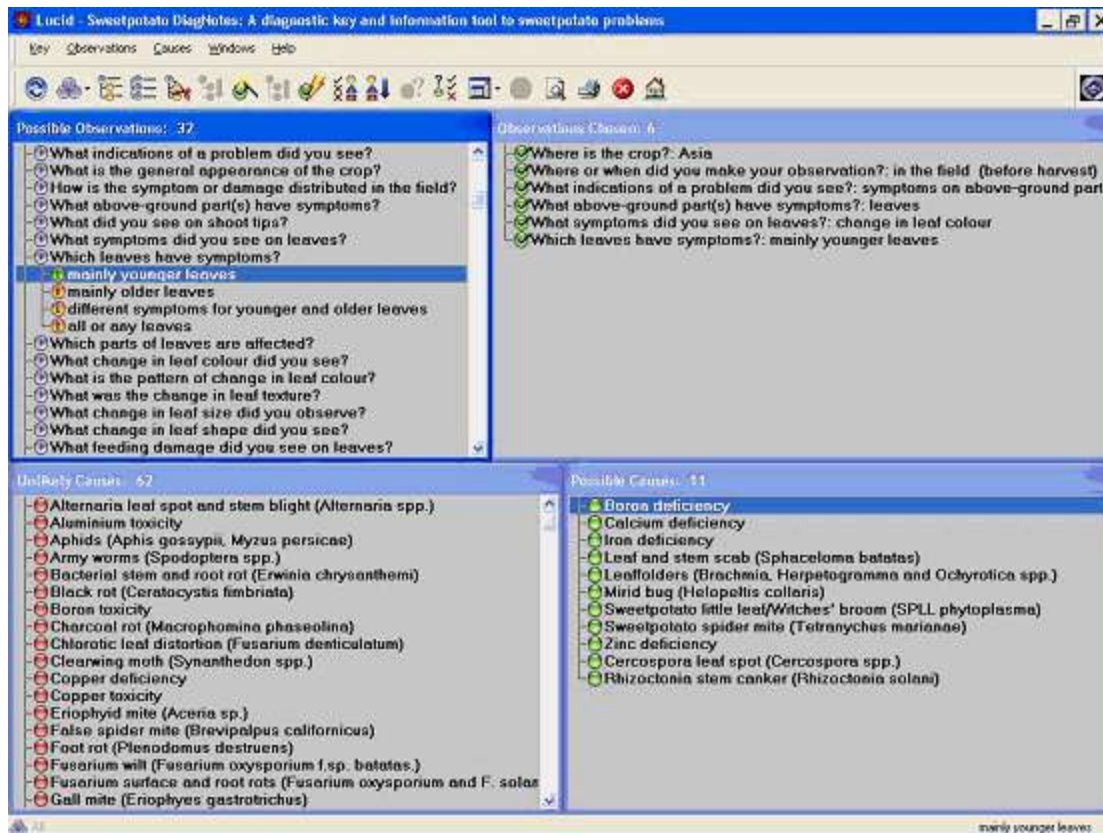 Lucid - Sweetpotato DiagNotes: A diagnostic key and information tool to sweetpotato problems
Key Observations Causes Windows Help
Possible Observations: 32
What indications of a problem did you see?
What is the general appearance of the crop?
How is the symptom or damage distributed in the field?
What above-ground part(s) have symptoms?
What did you see on shoot tips?
What symptoms did you see on leaves?
Which leaves have symptoms?
mainly younger leaves
mainly older leaves
different symptoms for younger and older leaves
all or any leaves
Which parts of leaves are affected?
What change in leaf colour did you see?
What is the pattern of change in leaf colour?
What was the change in leaf texture?
What change in leaf size did you observe?
What change in leaf shape did you see?
What feeding damage did you see on leaves?
Observations Chosen: 6
Where is the crop?: Asia
Where or when did you make your observation?: in the field (before harvest)
What indications of a problem did you see?: symptoms on above-ground part
What above-ground part(s) have symptoms?: leaves
What symptoms did you see on leaves?: change in leaf colour
Which leaves have symptoms?: mainly younger leaves
Unlikely Causes: 62
Alternaria leaf spot and stem blight (Alternaria spp.)
Aluminium toxicity
Aphids (Aphis gossypii, Myzus persicae)
Army worms (Spodoptera spp.)
Bacterial stem and root rot (Erwinia chrysanthemi)
Black rot (Ceratocystis fimbriata)
Boron toxicity
Charcoal rot (Macrophomina phaseolina)
Chlorotic leaf distortion (Fusarium denticulatum)
Clearwing moth (Synanthedon spp.)
Copper deficiency
Copper toxicity
Eriophyid mite (Aceria sp.)
False spider mite (Brevipalpus californicus)
Foot rot (Plenodomus destruens)
Fusarium wilt (Fusarium oxysporium f.sp. batatas.)
Fusarium surface and root rots (Fusarium oxysporium and F. solan
Gall mite (Eriophyes gastrotrichus)
Possible Causes: 11
Boron deficiency
Calcium deficiency
Iron deficiency
Leaf and stem scab (Sphaceloma batatas)
Leaffolders (Brachmia, Herpetogramma and Ochyrotica spp.)
Mirid bug (Helopeltis collaris)
Sweetpotato little leaf/Witches' broom (SPLL phytoplasma)
Sweetpotato spider mite (Tetranychus marianae)
Zinc deficiency
Cercospora leaf spot (Cercospora spp.)
Rhizoctonia stem canker (Rhizoctonia solani)
All
mainly younger leaves